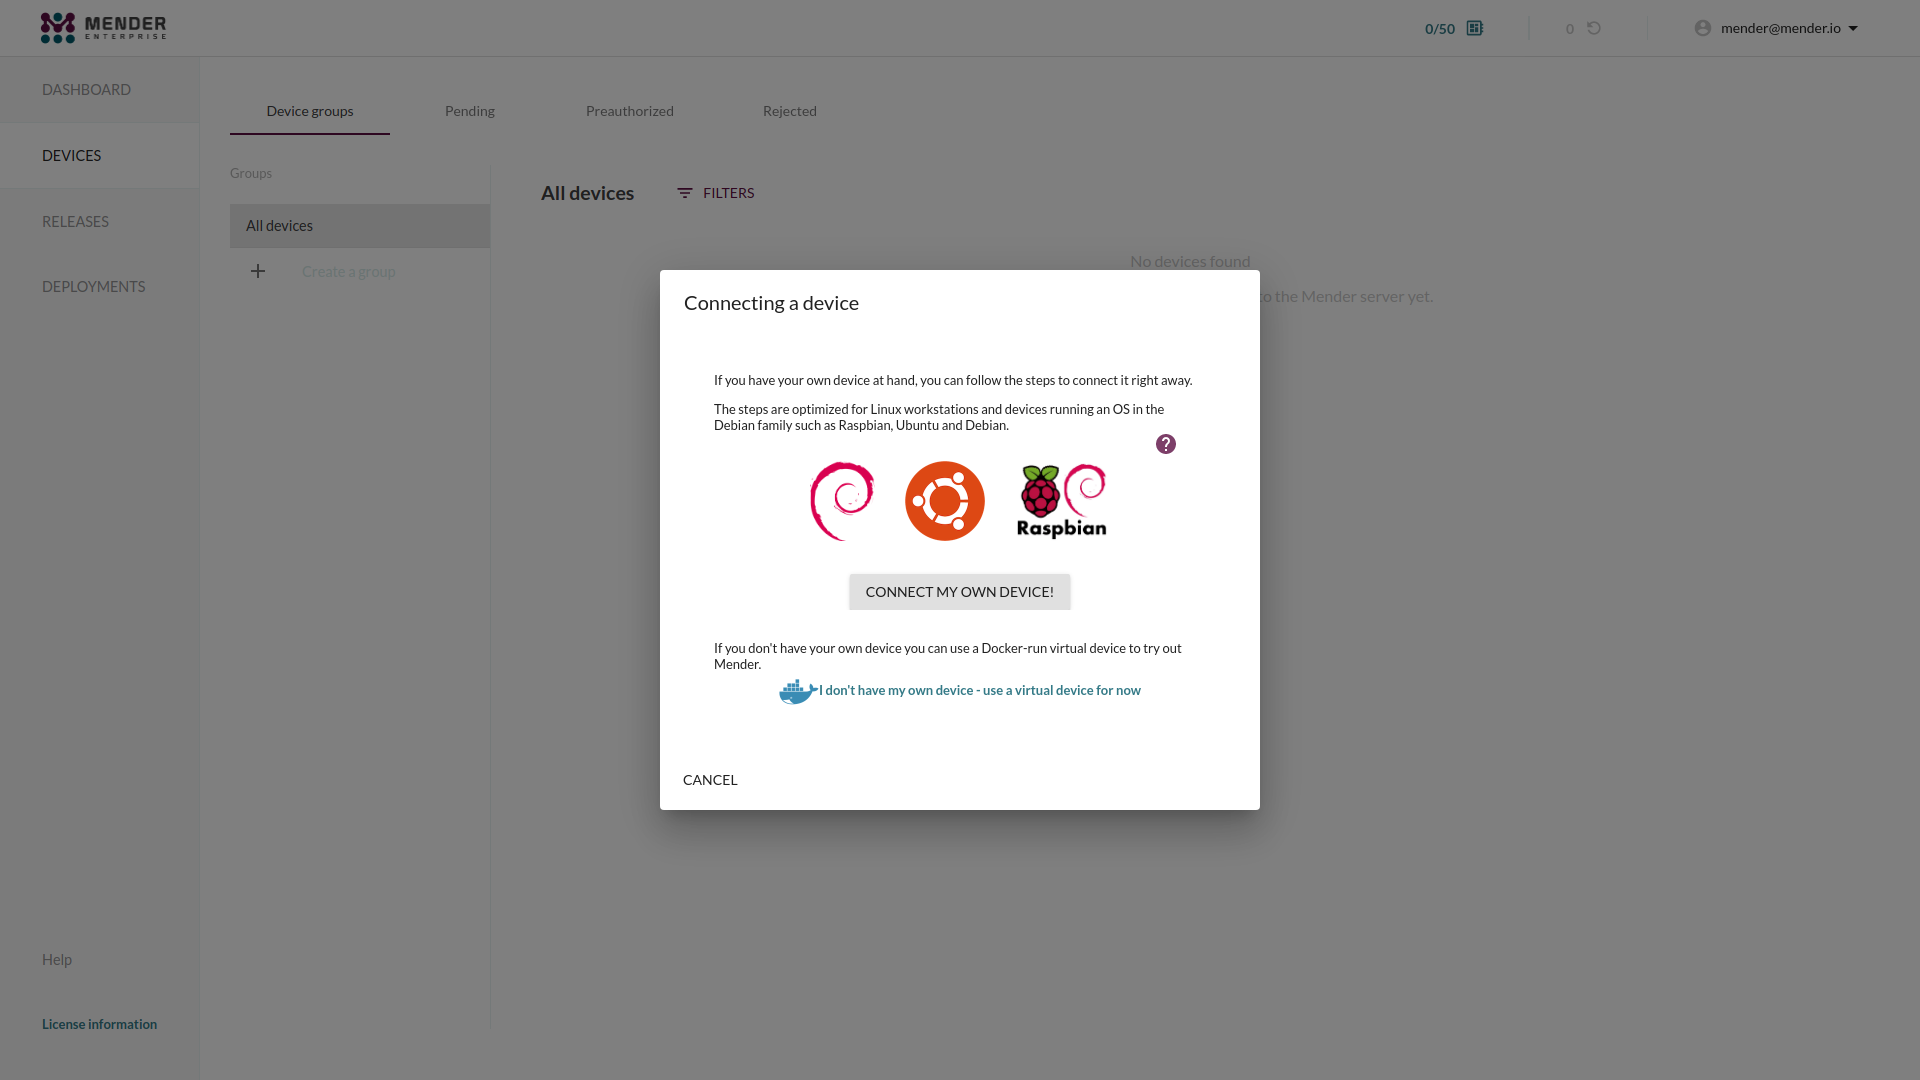 MENDER
ENTERPRISE
0/50
0
mender@mender.io
DASHBOARD
DEVICES
RELEASES
DEPLOYMENTS
Help
License information
Device groups
Pending
Preauthorized
Rejected
Groups
All devices
Create a group
All devices
FILTERS
No devices found
to the Mender server yet.
Connecting a device
If you have your own device at hand, you can follow the steps to connect it right away.
The steps are optimized for Linux workstations and devices running an OS in the
Debian family such as Raspbian, Ubuntu and Debian.
?
Raspbian
CONNECT MY OWN DEVICE!
If you don't have your own device you can use a Docker-run virtual device to try out
Mender.
I don't have my own device - use a virtual device for now
CANCEL